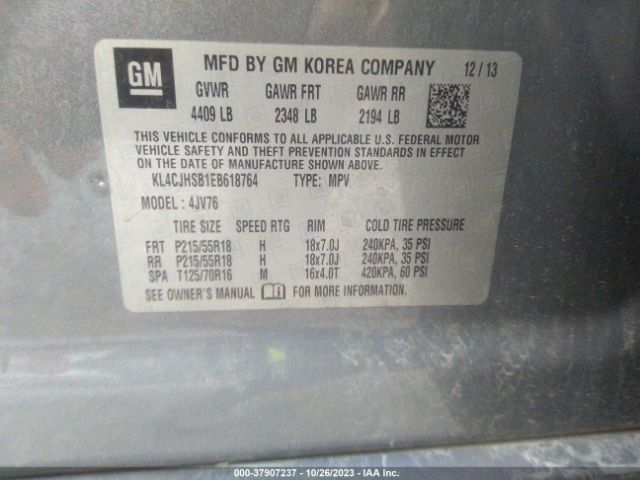 GM
MFD BY GM KOREA COMPANY 12/13
GVWR GAWR FRT GAWR RR
4409 LB 2348 LB 2194 LB
THIS VEHICLE CONFORMS TO ALL APPLICABLE U.S. FEDERAL MOTOR
VEHICLE SAFETY AND THEFT PREVENTION STANDARDS IN EFFECT
ON THE DATE OF MANUFACTURE SHOWN ABOVE.
KL4CJHSB1EB618764 TYPE: MPV
MODEL: 4JV76
TIRE SIZE SPEED RTG RIM COLD TIRE PRESSURE
FRT P215/55R18 H 18x7.0J 240KPA, 35 PSI
RR P215/55R18 H 18x7.0J 240KPA, 35 PSI
SPA T125/70R16 M 16x4.0T 420KPA, 60 PSI
SEE OWNER'S MANUAL FOR MORE INFORMATION.
000-37907237 - 10/26/2023 - IAA Inc.